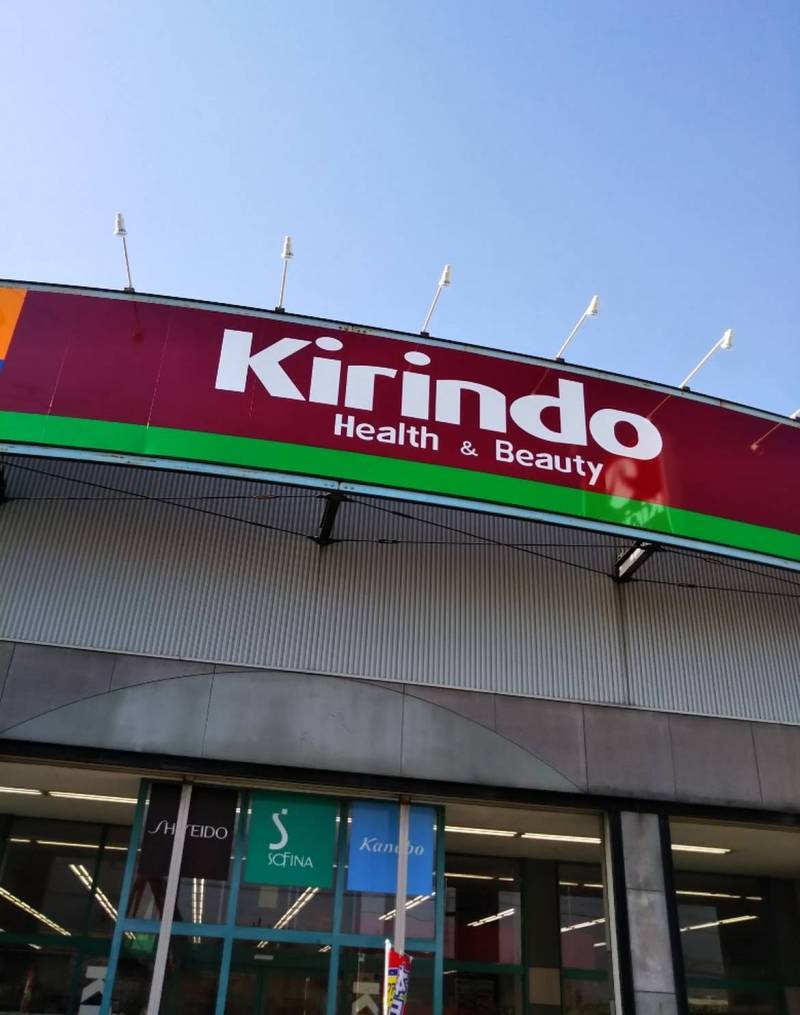 Kirindo
Health & Beauty
SHISEIDO
SOFINA
Kanebo